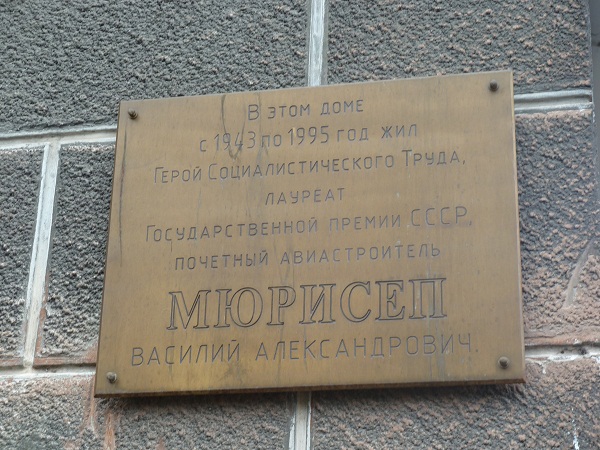 В этом доме
с 1943 по 1995 год жил
Герой Социалистического Труда,
лауреат
Государственной премии СССР,
почетный авиастроитель
МЮРИСЕП
ВАСИЛИЙ АЛЕКСАНДРОВИЧ.